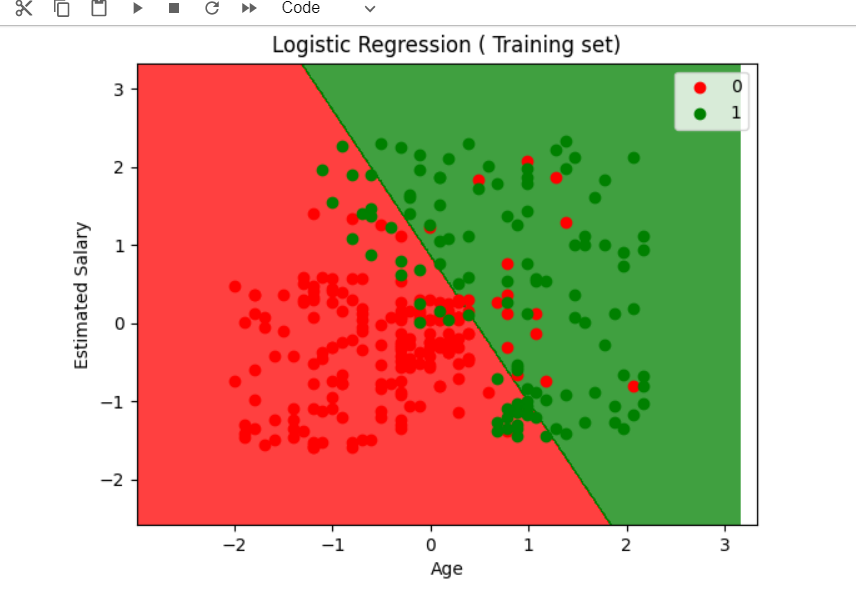 Code
Logistic Regression ( Training set)
0
1
Estimated Salary
3
2
1
0
−1
−2
−2 −1 0 1 2 3
Age